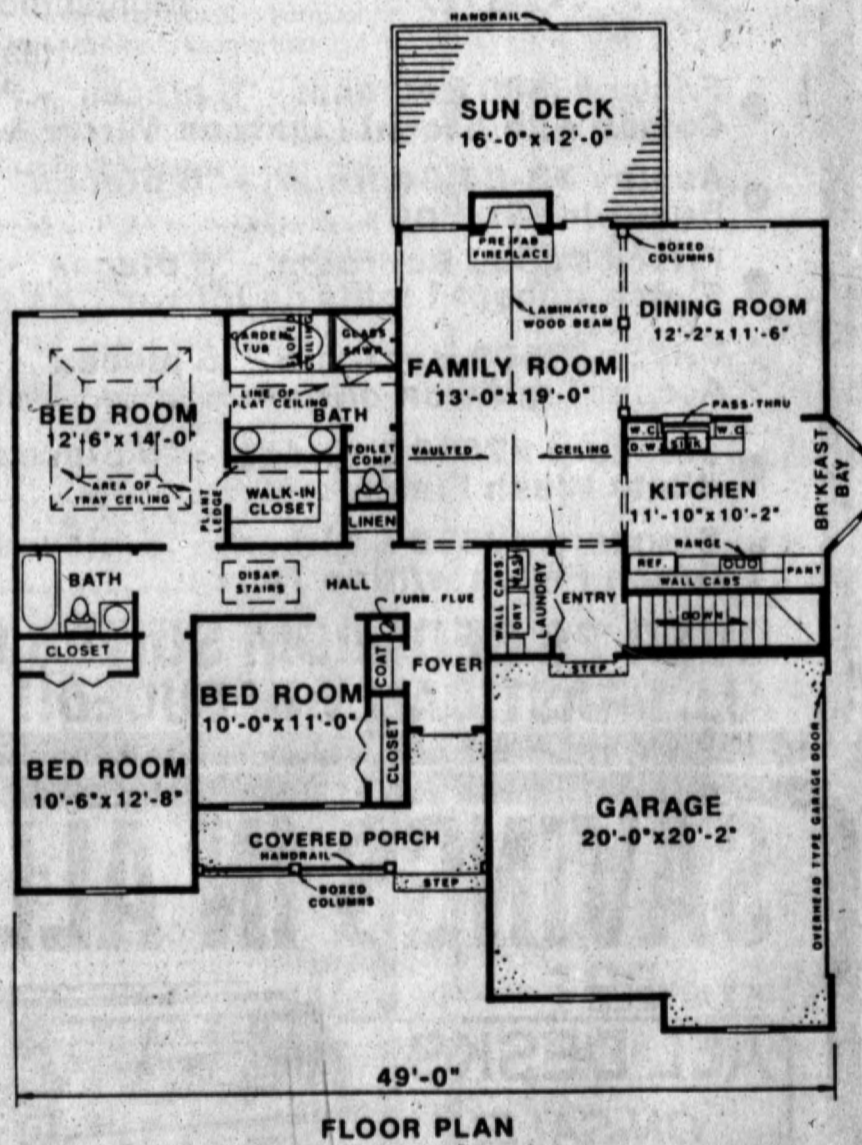 HANDRAIL
SUN DECK
16'-0"x12'-0"
PRE-FAB
FIREPLACE
BOXED
COLUMNS
LAMINATED
WOOD BEAM
DINING ROOM
12'-2"x11'-6"
GARDEN
TUB
SLOPED
CEILING
GLASS
SHWR
FAMILY ROOM
13'-0"x19'-0"
VAULTED
CEILING
LINE OF
FLAT CEILING
BATH
BED ROOM
12'-6"x14'-0"
AREA OF
TRAY CEILING
PLANT
LEDGE
WALK-IN
CLOSET
TOILET
COMP.
LINEN
PASS-THRU
W.C.
D.W.
SINK
W.C.
KITCHEN
11'-10"x10'-2"
BR'KFAST
BAY
RANGE
REF.
WALL CABS
PANT
BATH
DISAP.
STAIRS
HALL
FURN. FLUE
WALL CABS
WASH
DRY
LAUNDRY
ENTRY
DOWN
STEP
CLOSET
COAT
FOYER
BED ROOM
10'-0"x11'-0"
CLOSET
BED ROOM
10'-6"x12'-8"
COVERED PORCH
HANDRAIL
BOXED
COLUMNS
STEP
GARAGE
20'-0"x20'-2"
OVERHEAD TYPE GARAGE DOOR
49'-0"
FLOOR PLAN